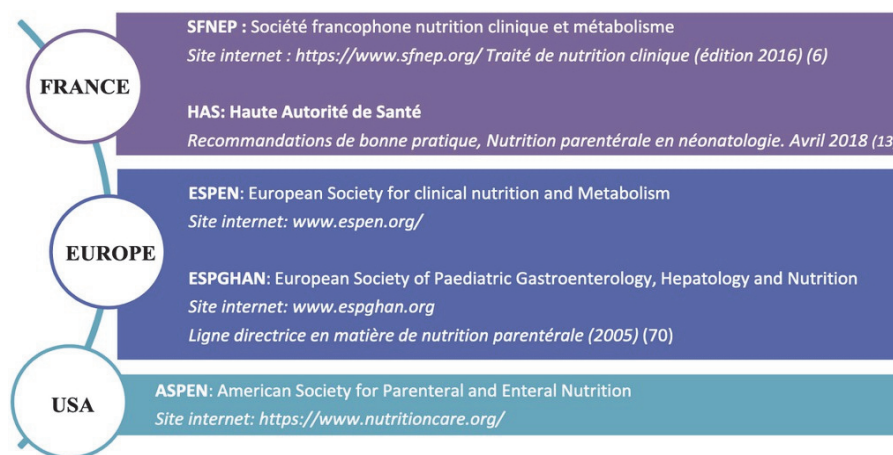 FRANCE
SFNEP : Société francophone nutrition clinique et métabolisme
Site internet : https://www.sfnep.org/ Traité de nutrition clinique (édition 2016) (6)
HAS: Haute Autorité de Santé
Recommandations de bonne pratique, Nutrition parentérale en néonatologie. Avril 2018 (13
EUROPE
ESPEN: European Society for clinical nutrition and Metabolism
Site internet: www.espen.org/
ESPGHAN: European Society of Paediatric Gastroenterology, Hepatology and Nutrition
Site internet: www.espghan.org
Ligne directrice en matière de nutrition parentérale (2005) (70)
USA
ASPEN: American Society for Parenteral and Enteral Nutrition
Site internet: https://www.nutritioncare.org/